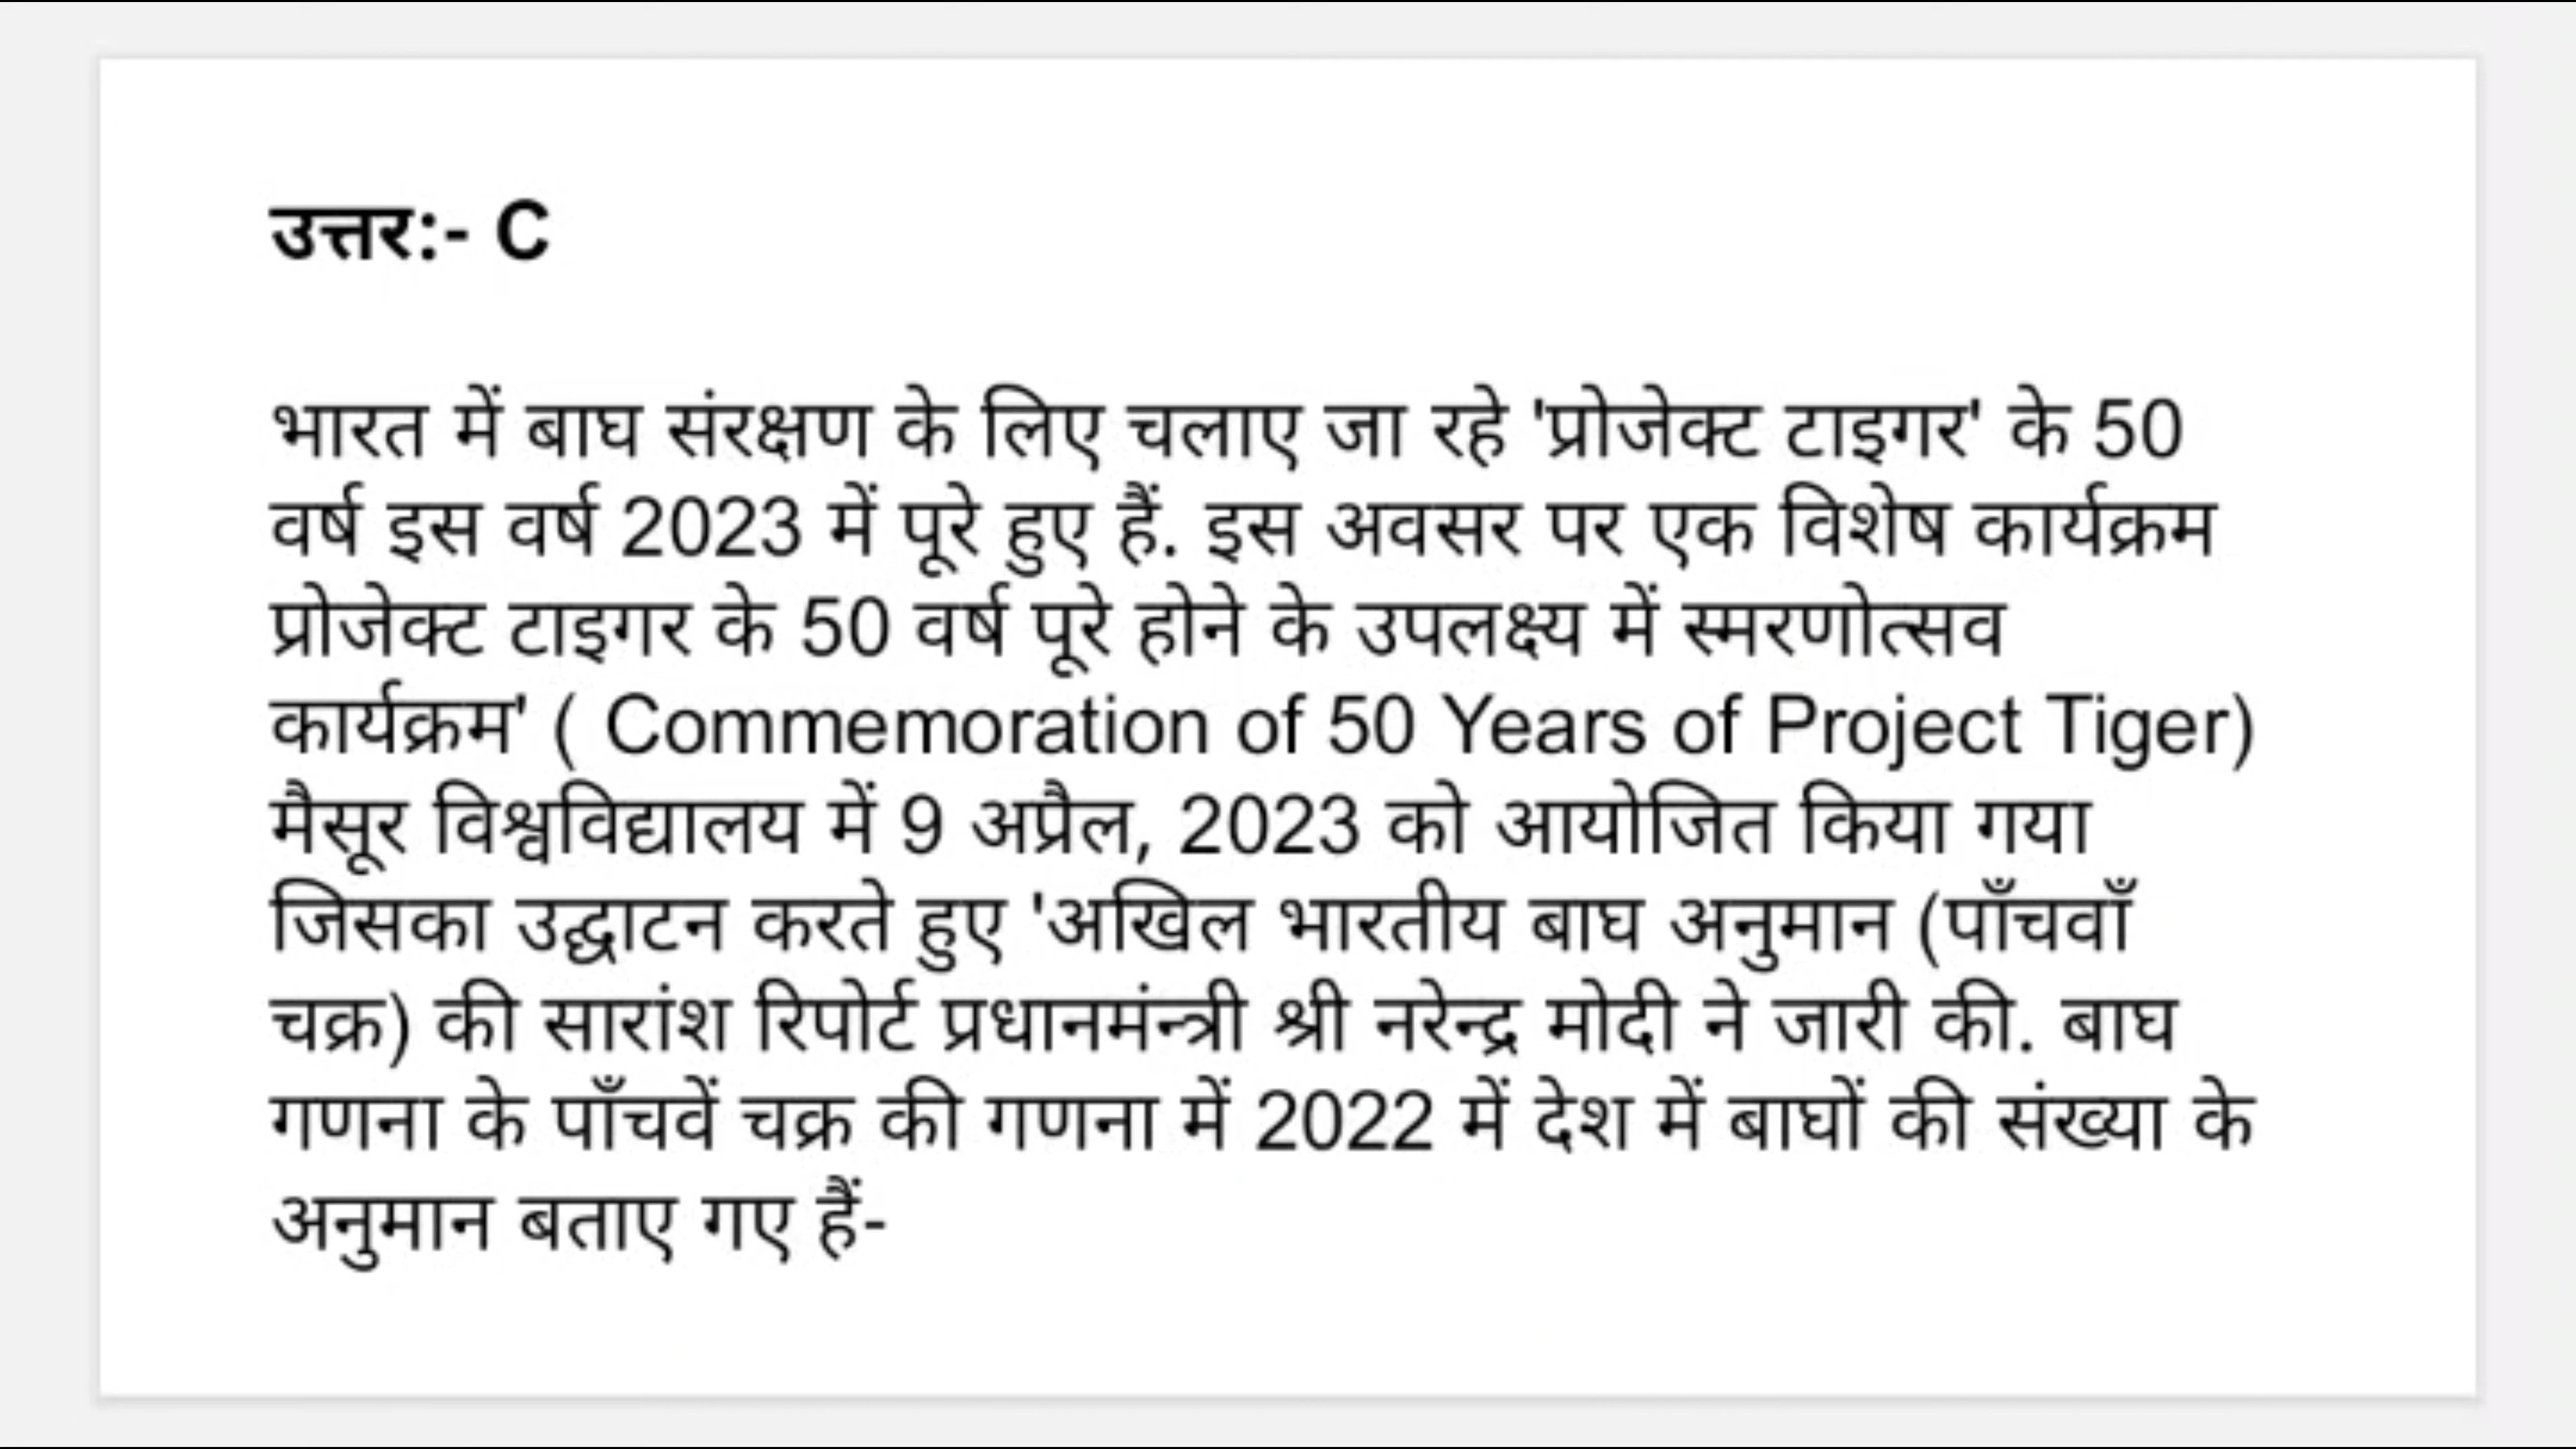 उत्तर:- C
भारत में बाघ संरक्षण के लिए चलाए जा रहे 'प्रोजेक्ट टाइगर' के 50
वर्ष इस वर्ष 2023 में पूरे हुए हैं. इस अवसर पर एक विशेष कार्यक्रम
प्रोजेक्ट टाइगर के 50 वर्ष पूरे होने के उपलक्ष्य में स्मरणोत्सव
कार्यक्रम' ( Commemoration of 50 Years of Project Tiger)
मैसूर विश्वविद्यालय में 9 अप्रैल, 2023 को आयोजित किया गया
जिसका उद्घाटन करते हुए 'अखिल भारतीय बाघ अनुमान (पाँचवाँ
चक्र) की सारांश रिपोर्ट प्रधानमंन्त्री श्री नरेन्द्र मोदी ने जारी की. बाघ
गणना के पाँचवें चक्र की गणना में 2022 में देश में बाघों की संख्या के
अनुमान बताए गए हैं-